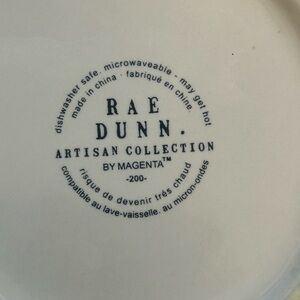 dishwasher safe. microwaveable - may get hot
made in china · fabriqué en chine
RAE
DUNN.
ARTISAN COLLECTION
BY MAGENTA™
-200-
risque de devenir très chaud
compatible au lave-vaisselle. au micron-ondes